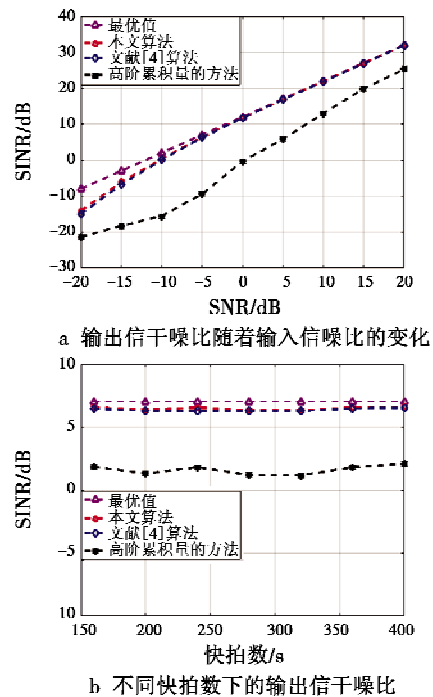 40
30
20
10
0
−10
−20
−30
SINR/dB
最优值
本文算法
文献[4]算法
高阶累积量的方法
−20 −15 −10 −5 0 5 10 15 20
SNR/dB
a 输出信干噪比随着输入信噪比的变化
10
5
0
−5
10
SINR/dB
最优值
本文算法
文献[4]算法
高阶累积量的方法
150 200 250 300 350 400
快拍数/s
b 不同快拍数下的输出信干噪比